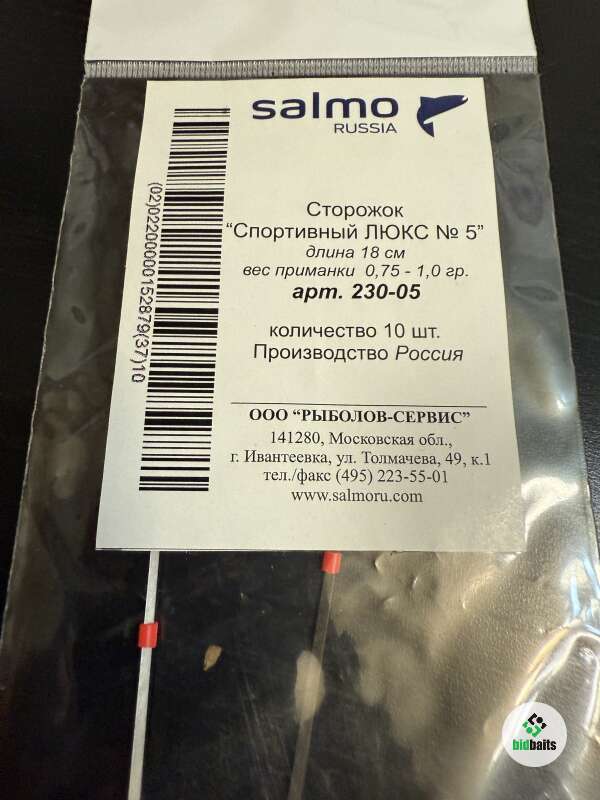 salmo
RUSSIA
Сторожок
“Спортивный ЛЮКС № 5”
длина 18 см
вес приманки 0,75 - 1,0 гр.
арт. 230-05
количество 10 шт.
Производство Россия
ООО “РЫБОЛОВ-СЕРВИС”
141280, Московская обл.,
г. Ивантеевка, ул. Толмачева, 49, к.1
тел./факс (495) 223-55-01
www.salmoru.com
(02)02200000152879(37)10
bidbaits